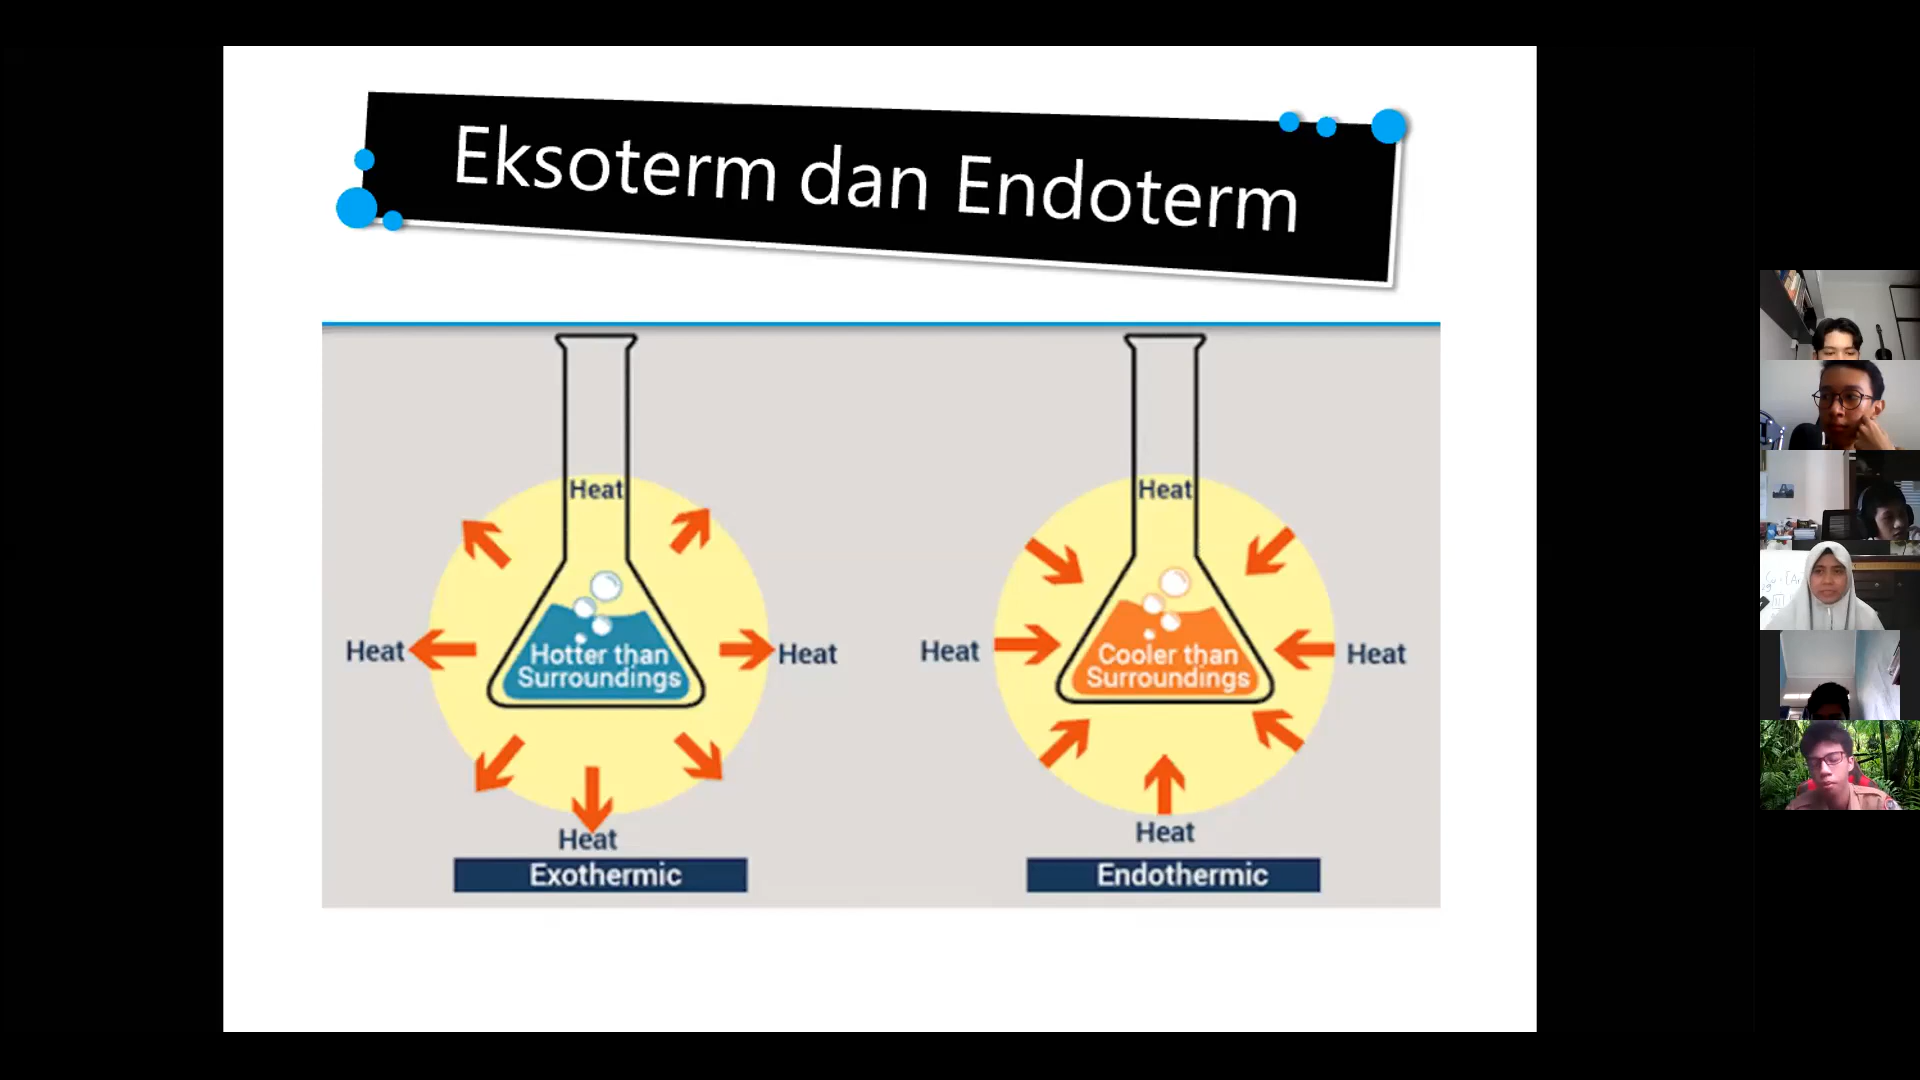 Eksoterm dan Endoterm
Heat
Heat
Hotter than
Surroundings
Heat
Heat
Exothermic
Heat
Heat
Cooler than
Surroundings
Heat
Heat
Endothermic